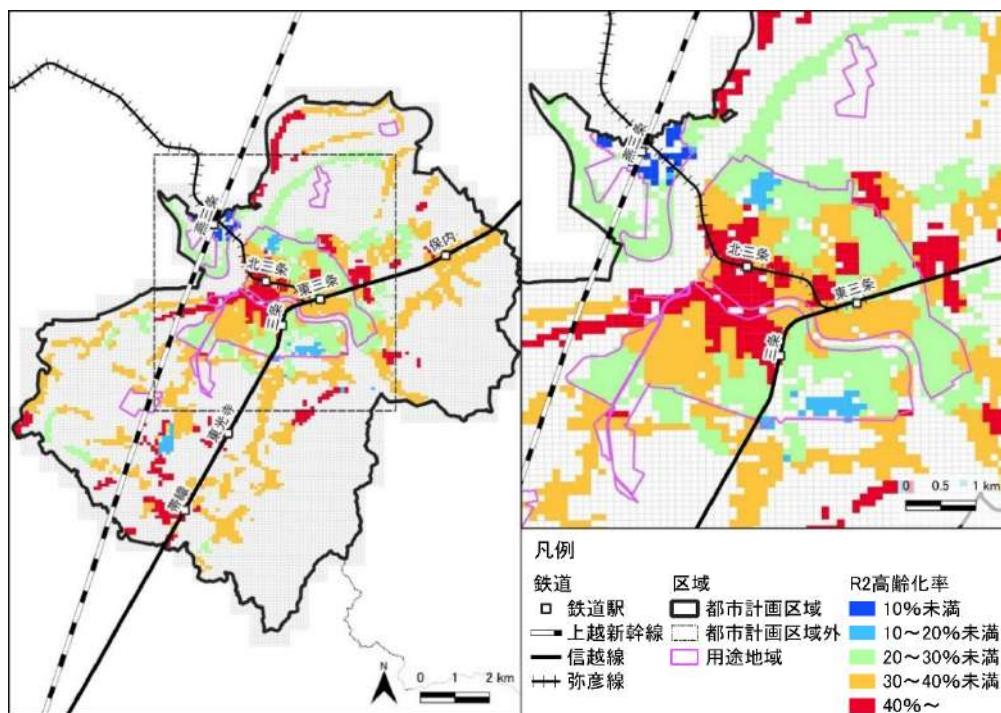 燕三条
北三条
東三条
保内
三条
東光寺
帯織
N
0 1 2 km
燕三条
北三条
東三条
三条
0 0.5 1 km
凡例
鉄道 区域 R2高齢化率
鉄道駅 都市計画区域 10%未満
上越新幹線 都市計画区域外 10~20%未満
信越線 用途地域 20~30%未満
弥彦線 30~40%未満
40%~